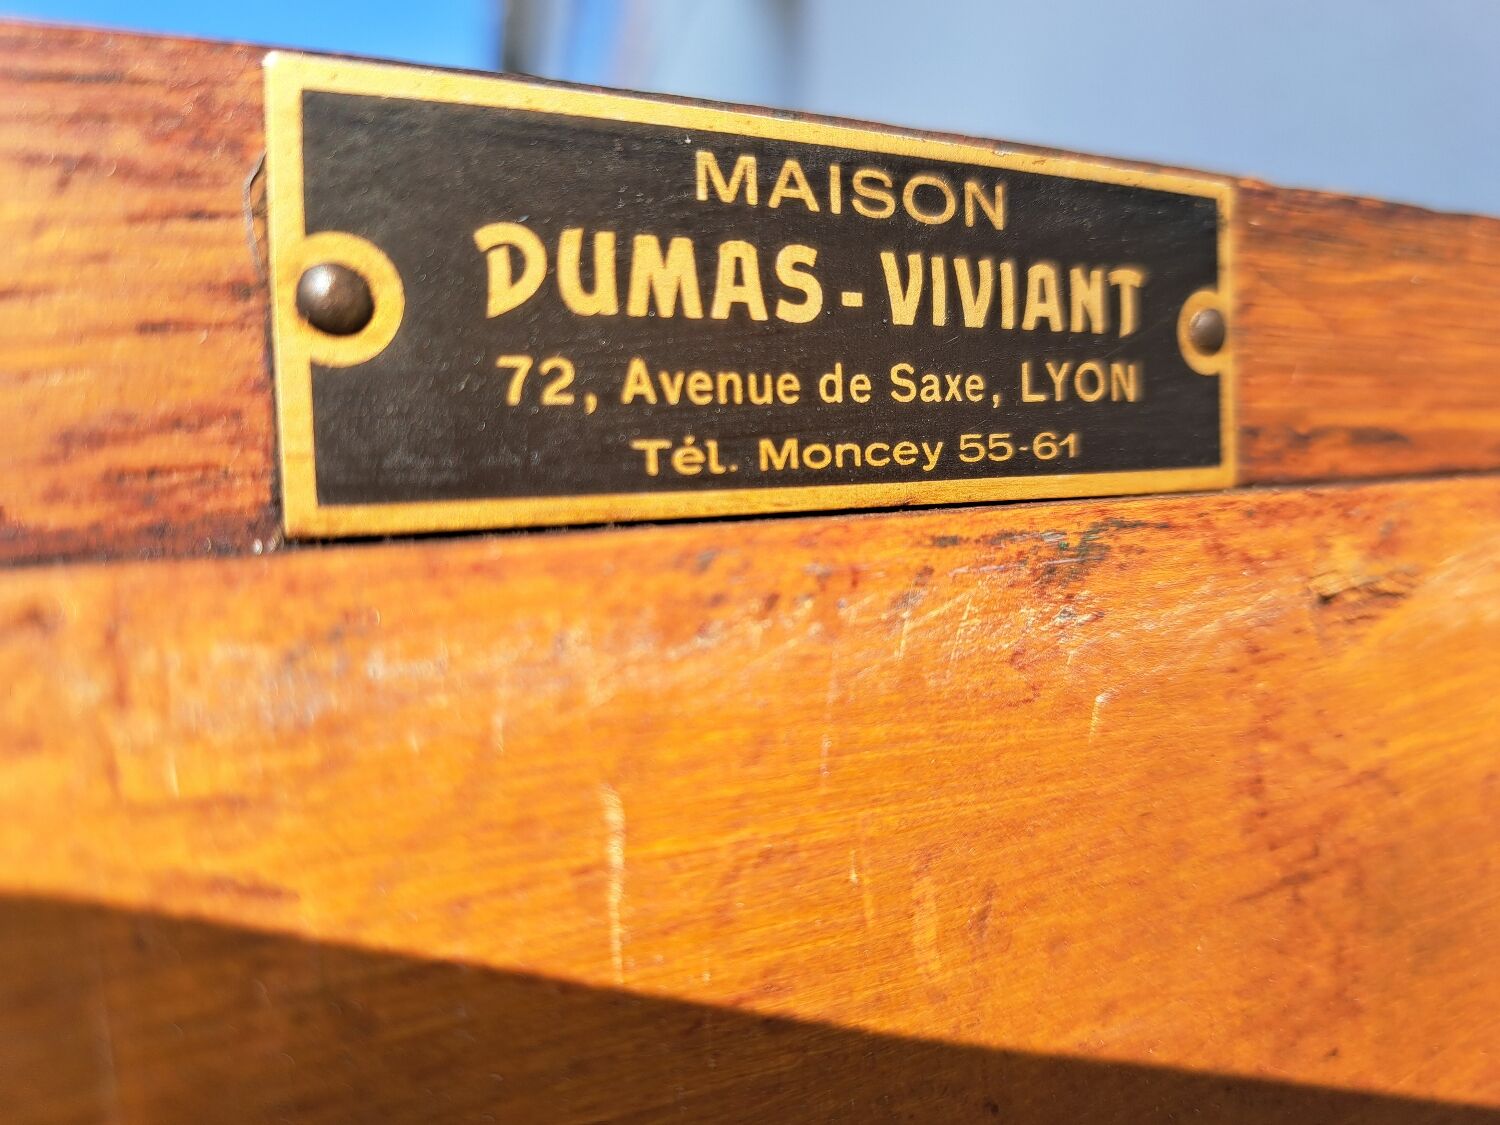 MAISON
DUMAS-VIVIANT
72, Avenue de Saxe, LYON
Tél. Moncey 55-61